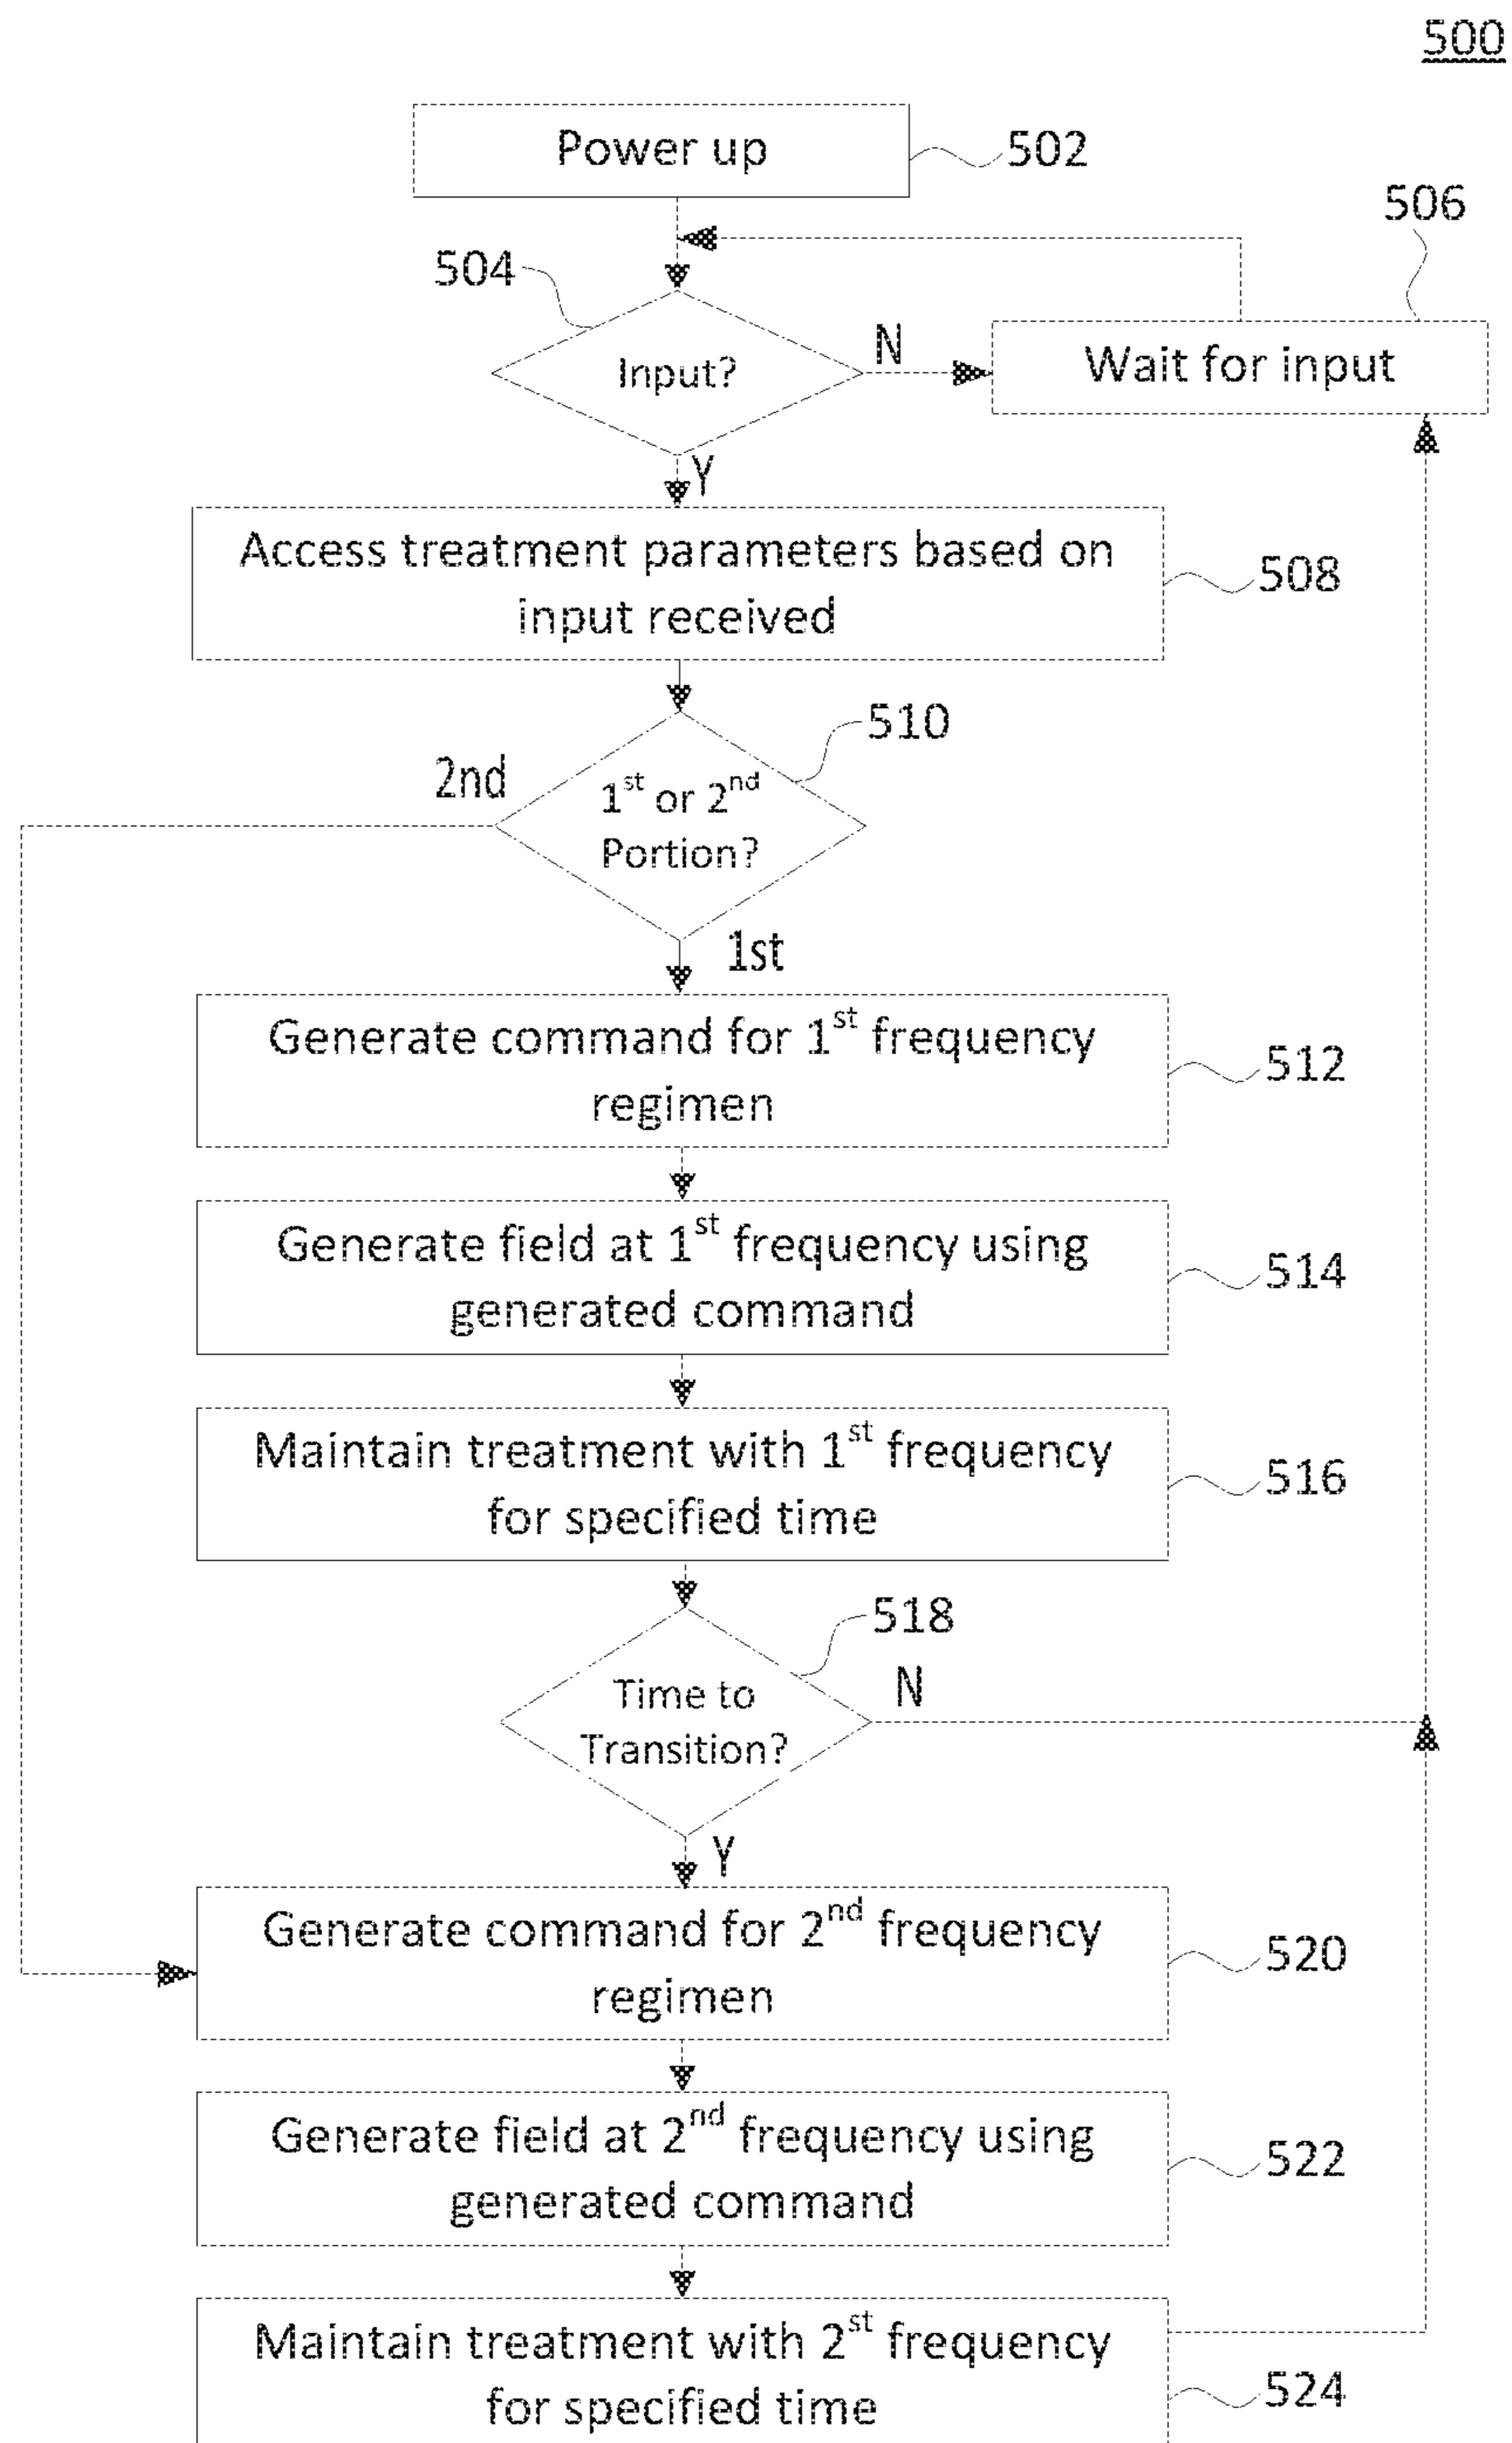 500
Power up
502
506
504
N
Input?
Wait for input
Y
Access treatment parameters based on
input received
508
510
2nd
1st or 2nd
Portion?
1st
Generate command for 1st frequency
regimen
512
Generate field at 1st frequency using
generated command
514
Maintain treatment with 1st frequency
for specified time
516
518
N
Time to
Transition?
Y
Generate command for 2nd frequency
regimen
520
Generate field at 2nd frequency using
generated command
522
Maintain treatment with 2st frequency
for specified time
524